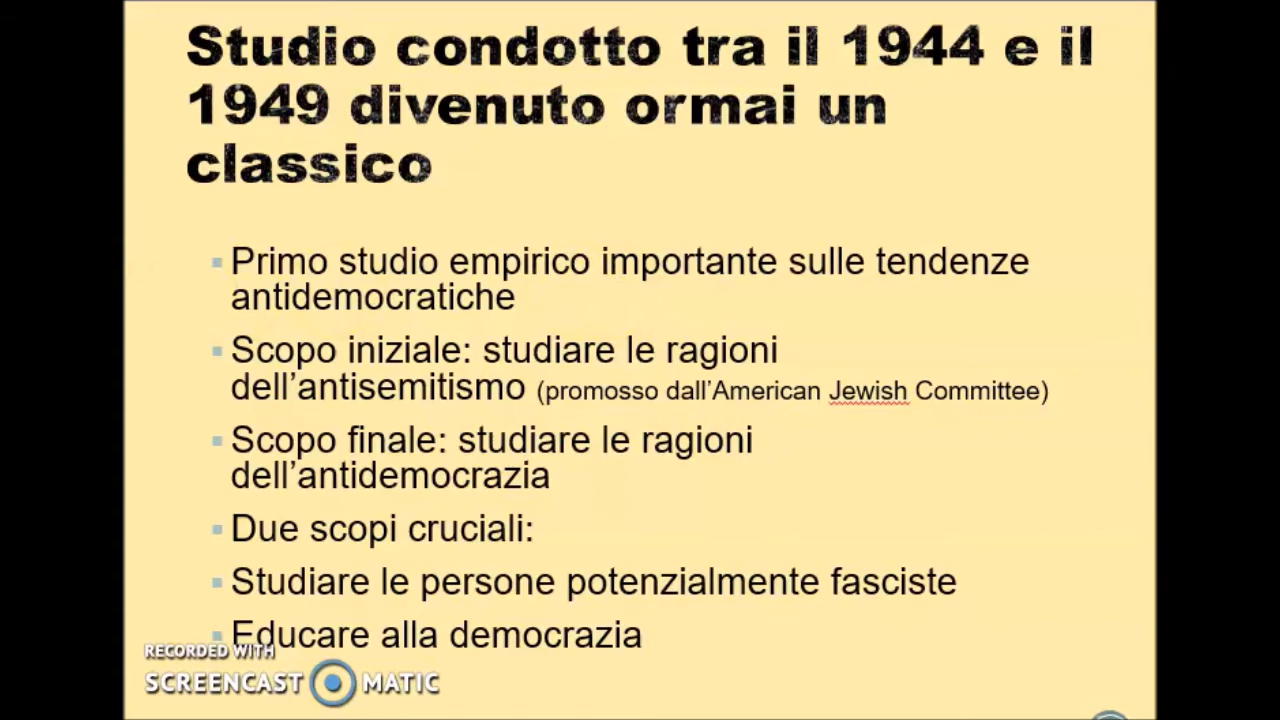 Studio condotto tra il 1944 e il
1949 divenuto ormai un
classico
Primo studio empirico importante sulle tendenze
antidemocratiche
Scopo iniziale: studiare le ragioni
dell’antisemitismo (promosso dall’American Jewish Committee)
Scopo finale: studiare le ragioni
dell’antidemocrazia
Due scopi cruciali:
Studiare le persone potenzialmente fasciste
Educare alla democrazia
RECORDED WITH
SCREENCAST MATIC